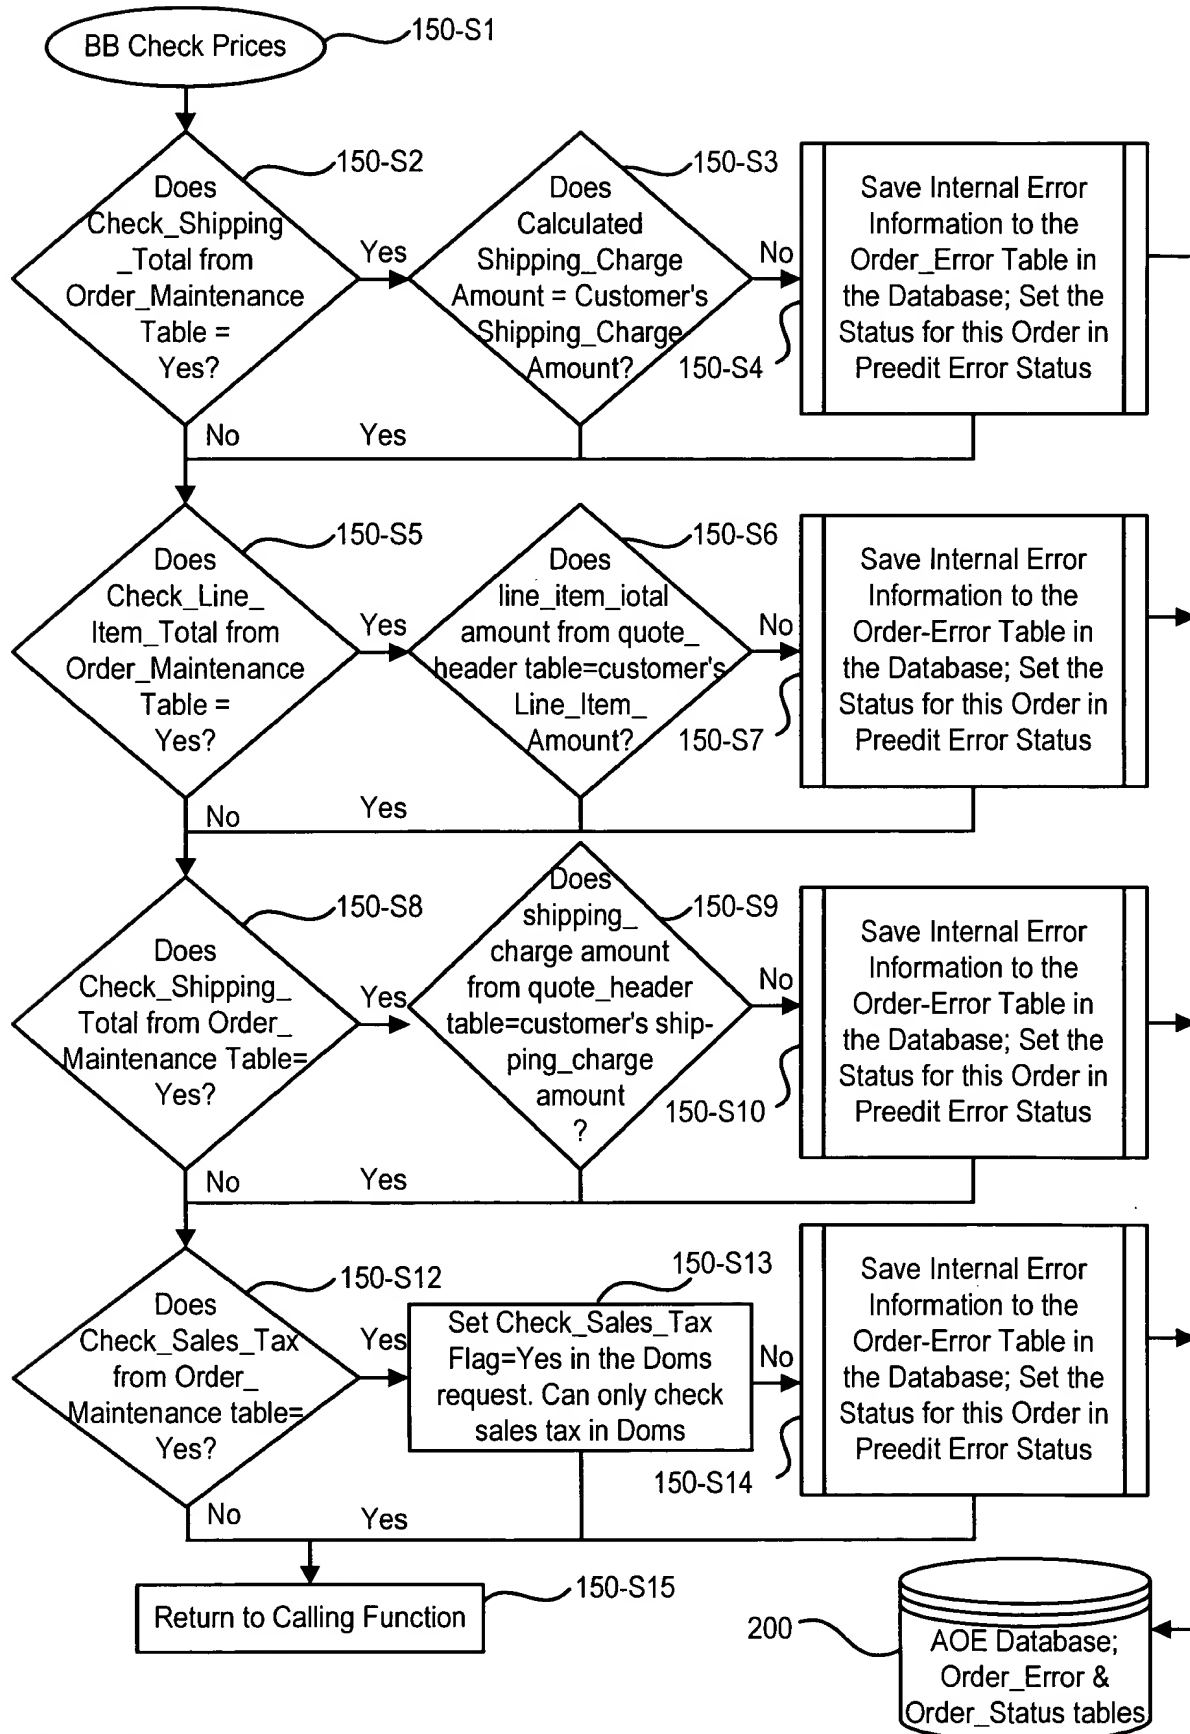 BB Check Prices
150-S1
150-S2
Does
Check_Shipping
_Total from
Order_Maintenance
Table =
Yes?
Yes
No
150-S3
Does
Calculated
Shipping_Charge
Amount = Customer's
Shipping_Charge
Amount?
No
Yes
150-S4
Save Internal Error
Information to the
Order_Error Table in
the Database; Set the
Status for this Order in
Preedit Error Status
150-S5
Does
Check_Line_
Item_Total from
Order_Maintenance
Table =
Yes?
Yes
No
150-S6
Does
line_item_iotal
amount from quote_
header table=customer's
Line_Item_
Amount?
No
Yes
150-S7
Save Internal Error
Information to the
Order-Error Table in
the Database; Set the
Status for this Order in
Preedit Error Status
150-S8
Does
Check_Shipping_
Total from Order_
Maintenance Table=
Yes?
Yes
No
150-S9
Does
shipping_
charge amount
from quote_header
table=customer's ship-
ping_charge
amount
?
No
Yes
150-S10
Save Internal Error
Information to the
Order-Error Table in
the Database; Set the
Status for this Order in
Preedit Error Status
150-S12
Does
Check_Sales_Tax
from Order_
Maintenance table=
Yes?
Yes
No
150-S13
Set Check_Sales_Tax
Flag=Yes in the Doms
request. Can only check
sales tax in Doms
No
Yes
150-S14
Save Internal Error
Information to the
Order-Error Table in
the Database; Set the
Status for this Order in
Preedit Error Status
Return to Calling Function
150-S15
200
AOE Database;
Order_Error &
Order_Status tables